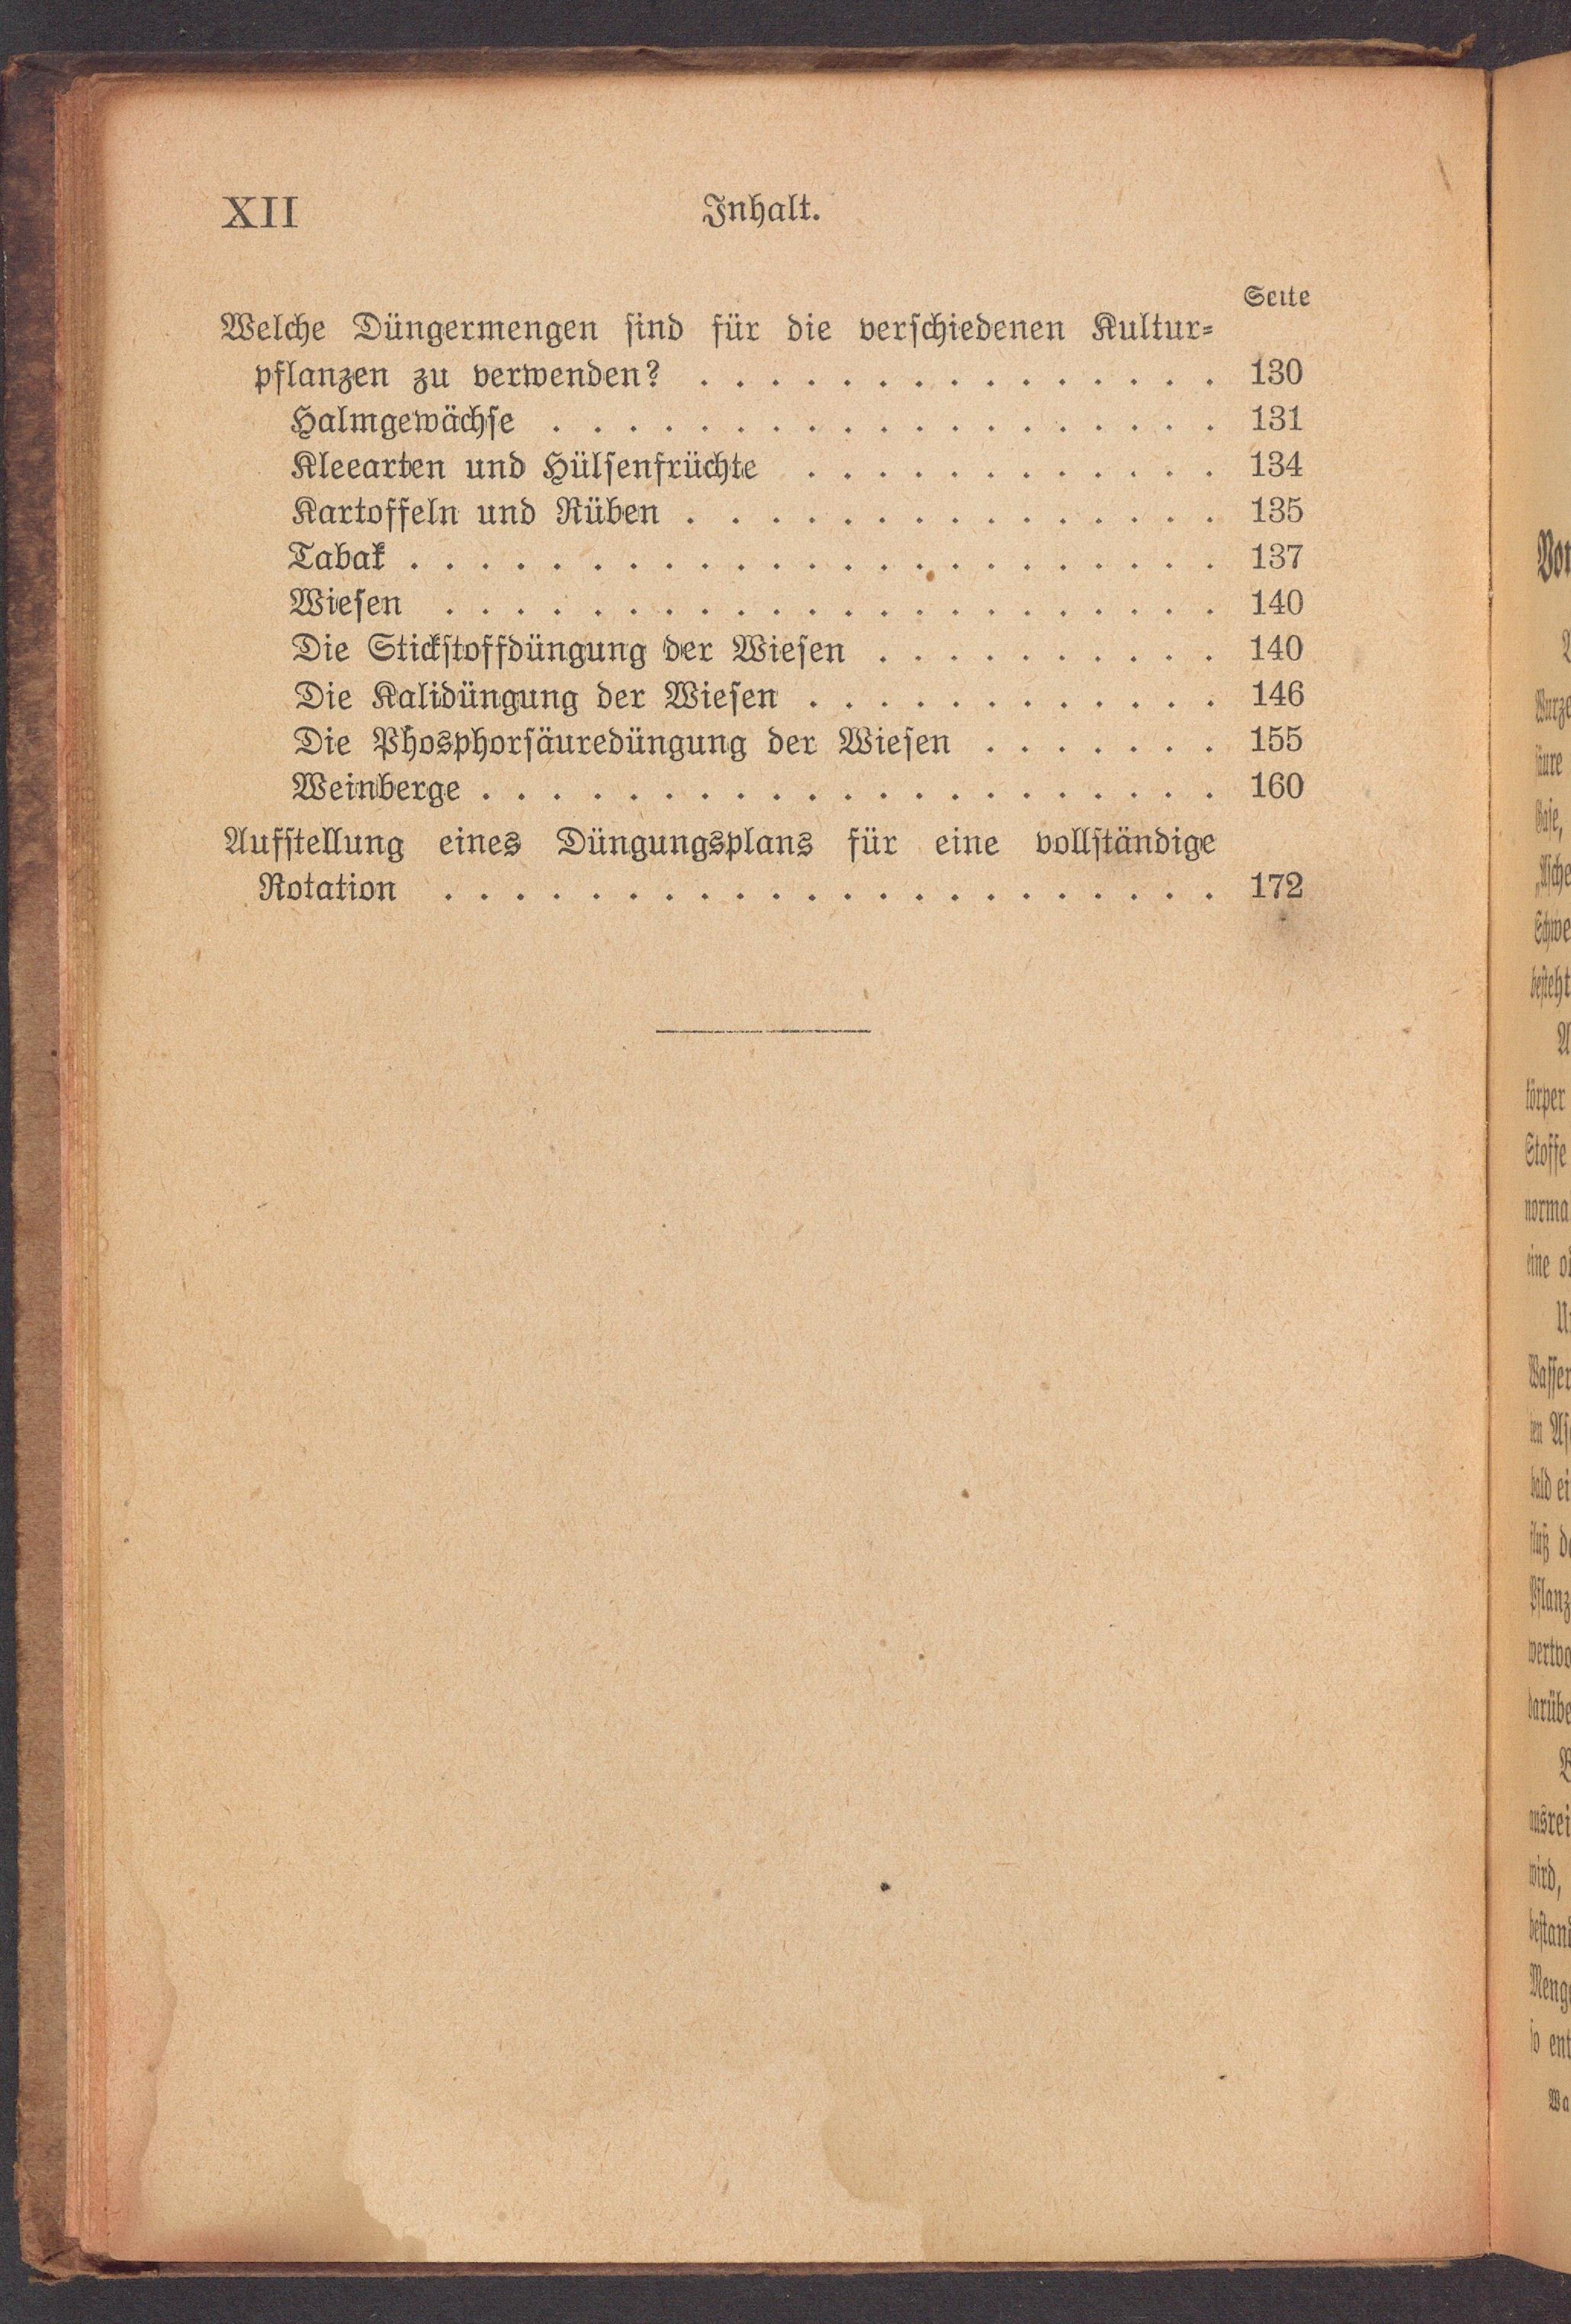 XII Inhalt.
Seite
Welche Düngermengen sind für die verschiedenen Kultur-
pflanzen zu verwenden? . . . . . . . . . . . . . . . 130
Halmgewächse . . . . . . . . . . . . . . . . . . . 131
Kleearten und Hülsenfrüchte . . . . . . . . . . . . 134
Kartoffeln und Rüben . . . . . . . . . . . . . . . 135
Tabak . . . . . . . . . . . . . . . . . . . . . . . 137
Wiesen . . . . . . . . . . . . . . . . . . . . . . 140
Die Stickstoffdüngung der Wiesen . . . . . . . . . . 140
Die Kalidüngung der Wiesen . . . . . . . . . . . . 146
Die Phosphorsäuredüngung der Wiesen . . . . . . . 155
Weinberge . . . . . . . . . . . . . . . . . . . . . 160
Aufstellung eines Düngungsplans für eine vollständige
Rotation . . . . . . . . . . . . . . . . . . . . . . 172